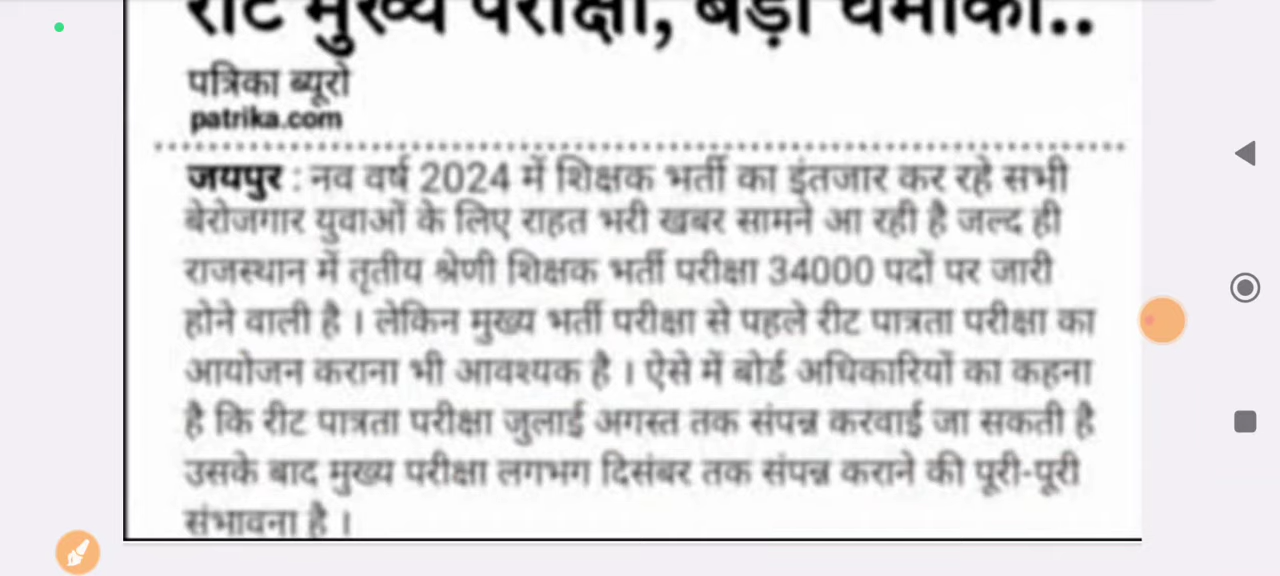 रीट मुख्य परीक्षा, बड़ा धमाका..
पत्रिका ब्यूरो
patrika.com
जयपुर : नव वर्ष 2024 में शिक्षक भर्ती का इंतजार कर रहे सभी
बेरोजगार युवाओं के लिए राहत भरी खबर सामने आ रही है जल्द ही
राजस्थान में तृतीय श्रेणी शिक्षक भर्ती परीक्षा 34000 पदों पर जारी
होने वाली है । लेकिन मुख्य भर्ती परीक्षा से पहले रीट पात्रता परीक्षा का
आयोजन कराना भी आवश्यक है । ऐसे में बोर्ड अधिकारियों का कहना
है कि रीट पात्रता परीक्षा जुलाई अगस्त तक संपन्न करवाई जा सकती है
उसके बाद मुख्य परीक्षा लगभग दिसंबर तक संपन्न कराने की पूरी-पूरी
संभावना है ।